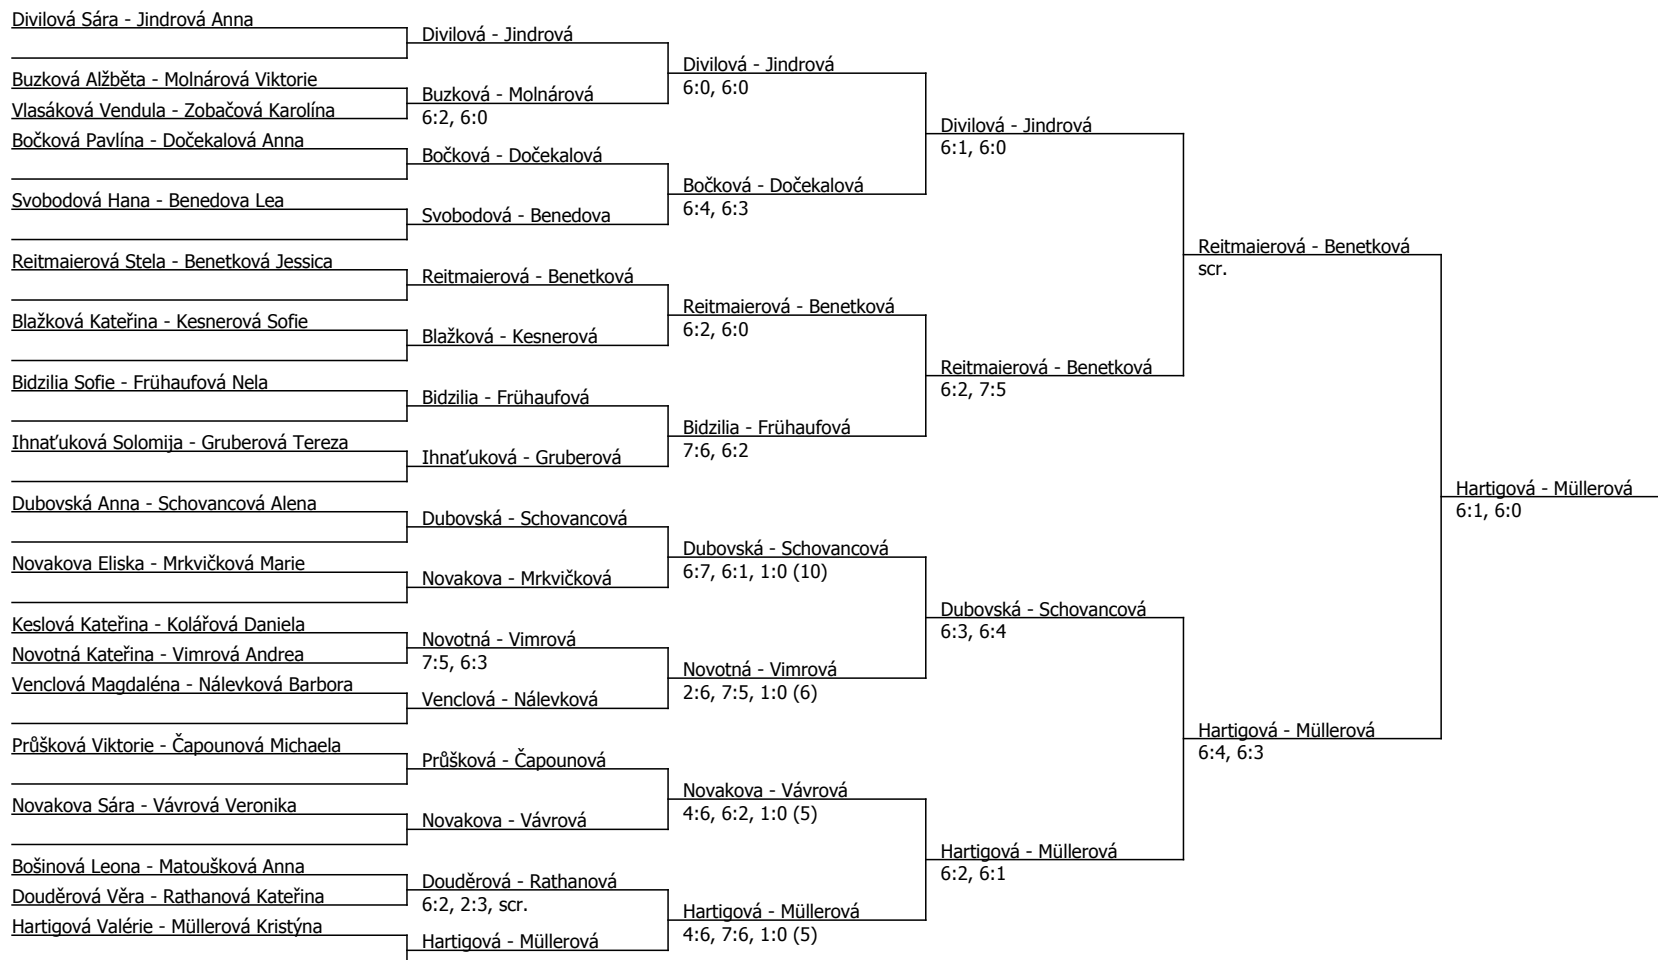 Divilová Sára - Jindrová Anna
Buzková Alžběta - Molnárová Viktorie
Vlasáková Vendula - Zobačová Karolína
Bočková Pavlína - Dočekalová Anna
Svobodová Hana - Benedova Lea
Reitmaierová Stela - Benetková Jessica
Blažková Kateřina - Kesnerová Sofie
Bidzilia Sofie - Frühaufová Nela
Ihnaťuková Solomija - Gruberová Tereza
Dubovská Anna - Schovancová Alena
Novakova Eliska - Mrkvičková Marie
Keslová Kateřina - Kolářová Daniela
Novotná Kateřina - Vimrová Andrea
Venclová Magdaléna - Nálevková Barbora
Průšková Viktorie - Čapounová Michaela
Novakova Sára - Vávrová Veronika
Bošinová Leona - Matoušková Anna
Douděrová Věra - Rathanová Kateřina
Hartigová Valérie - Müllerová Kristýna
Divilová - Jindrová
Buzková - Molnárová
6:2, 6:0
Bočková - Dočekalová
Svobodová - Benedova
Reitmaierová - Benetková
Blažková - Kesnerová
Bidzilia - Frühaufová
Ihnaťuková - Gruberová
Dubovská - Schovancová
Novakova - Mrkvičková
Novotná - Vimrová
7:5, 6:3
Venclová - Nálevková
Průšková - Čapounová
Novakova - Vávrová
Douděrová - Rathanová
6:2, 2:3, scr.
Hartigová - Müllerová
Divilová - Jindrová
6:0, 6:0
Bočková - Dočekalová
6:4, 6:3
Reitmaierová - Benetková
6:2, 6:0
Bidzilia - Frühaufová
7:6, 6:2
Dubovská - Schovancová
6:7, 6:1, 1:0 (10)
Novotná - Vimrová
2:6, 7:5, 1:0 (6)
Novakova - Vávrová
4:6, 6:2, 1:0 (5)
Hartigová - Müllerová
4:6, 7:6, 1:0 (5)
Divilová - Jindrová
6:1, 6:0
Reitmaierová - Benetková
6:2, 7:5
Dubovská - Schovancová
6:3, 6:4
Hartigová - Müllerová
6:2, 6:1
Reitmaierová - Benetková
scr.
Hartigová - Müllerová
6:4, 6:3
Hartigová - Müllerová
6:1, 6:0